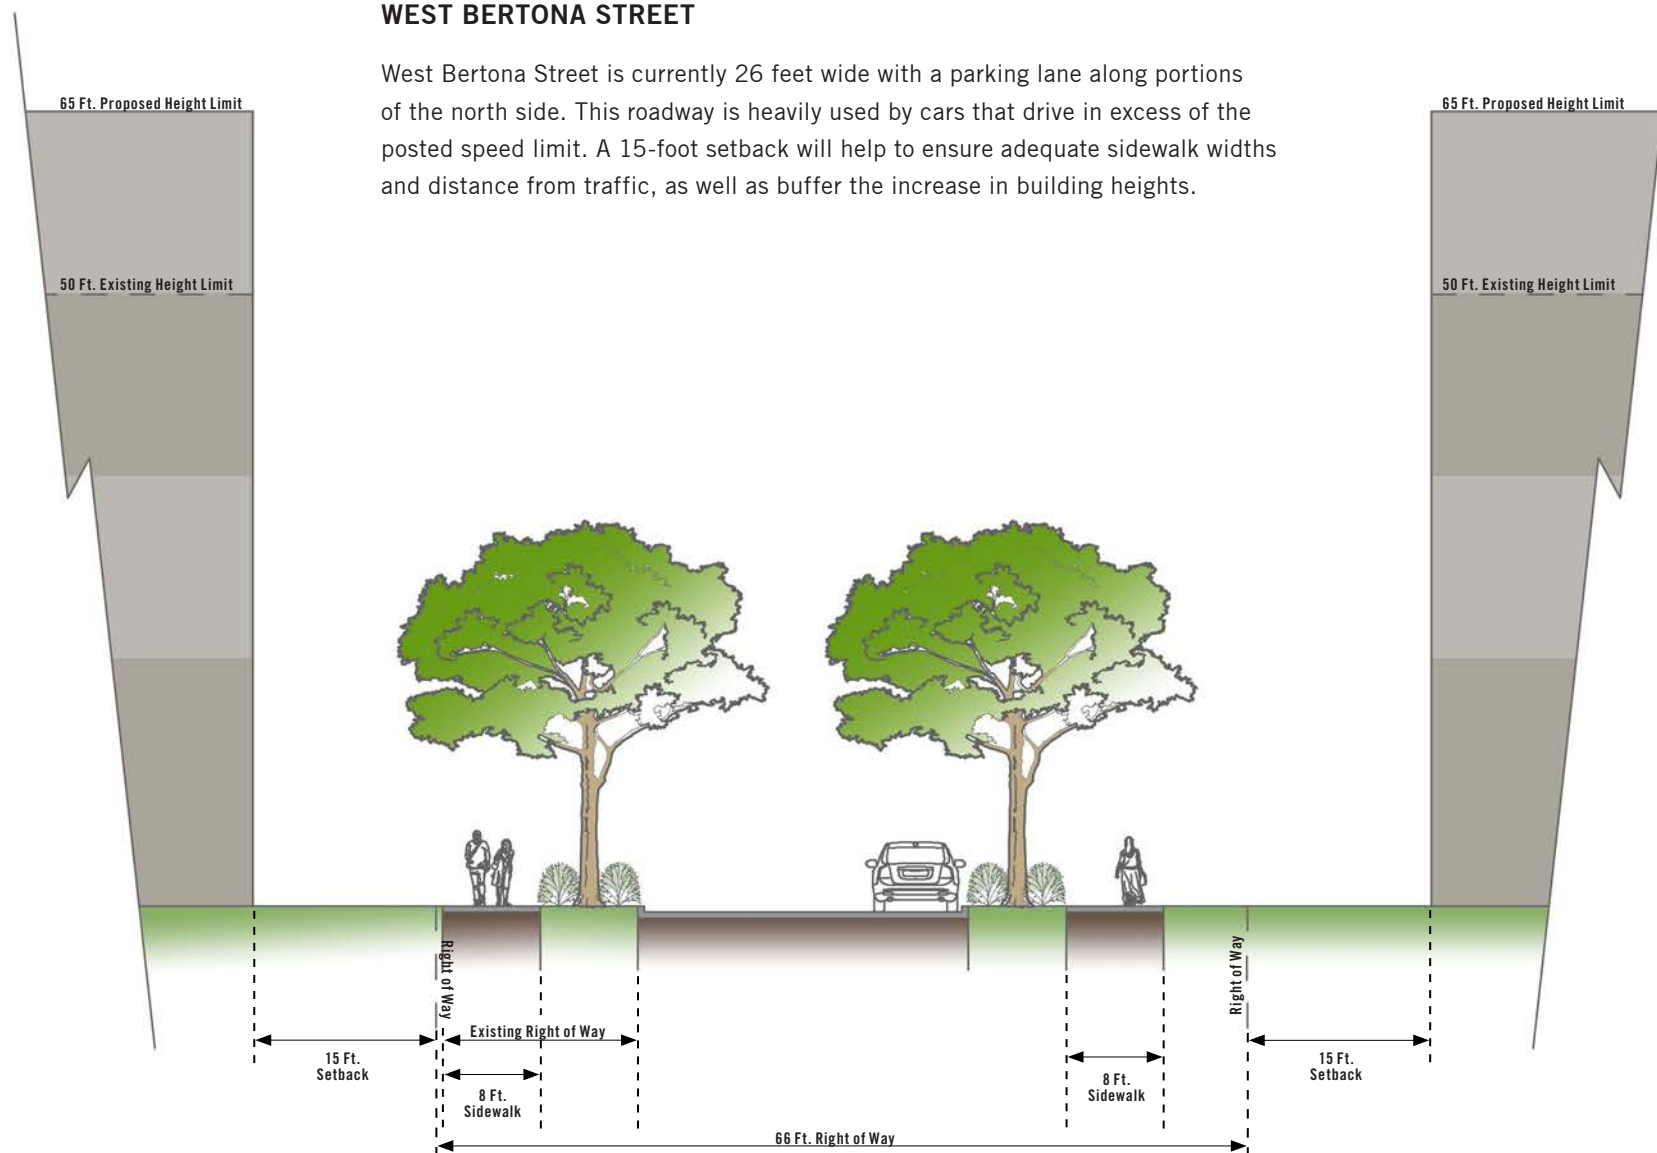 WEST BERTONA STREET
West Bertona Street is currently 26 feet wide with a parking lane along portions
of the north side. This roadway is heavily used by cars that drive in excess of the
posted speed limit. A 15-foot setback will help to ensure adequate sidewalk widths
and distance from traffic, as well as buffer the increase in building heights.
65 Ft. Proposed Height Limit
65 Ft. Proposed Height Limit
50 Ft. Existing Height Limit
50 Ft. Existing Height Limit
Right of Way
Right of Way
Existing Right of Way
15 Ft.
Setback
8 Ft.
Sidewalk
8 Ft.
Sidewalk
15 Ft.
Setback
66 Ft. Right of Way